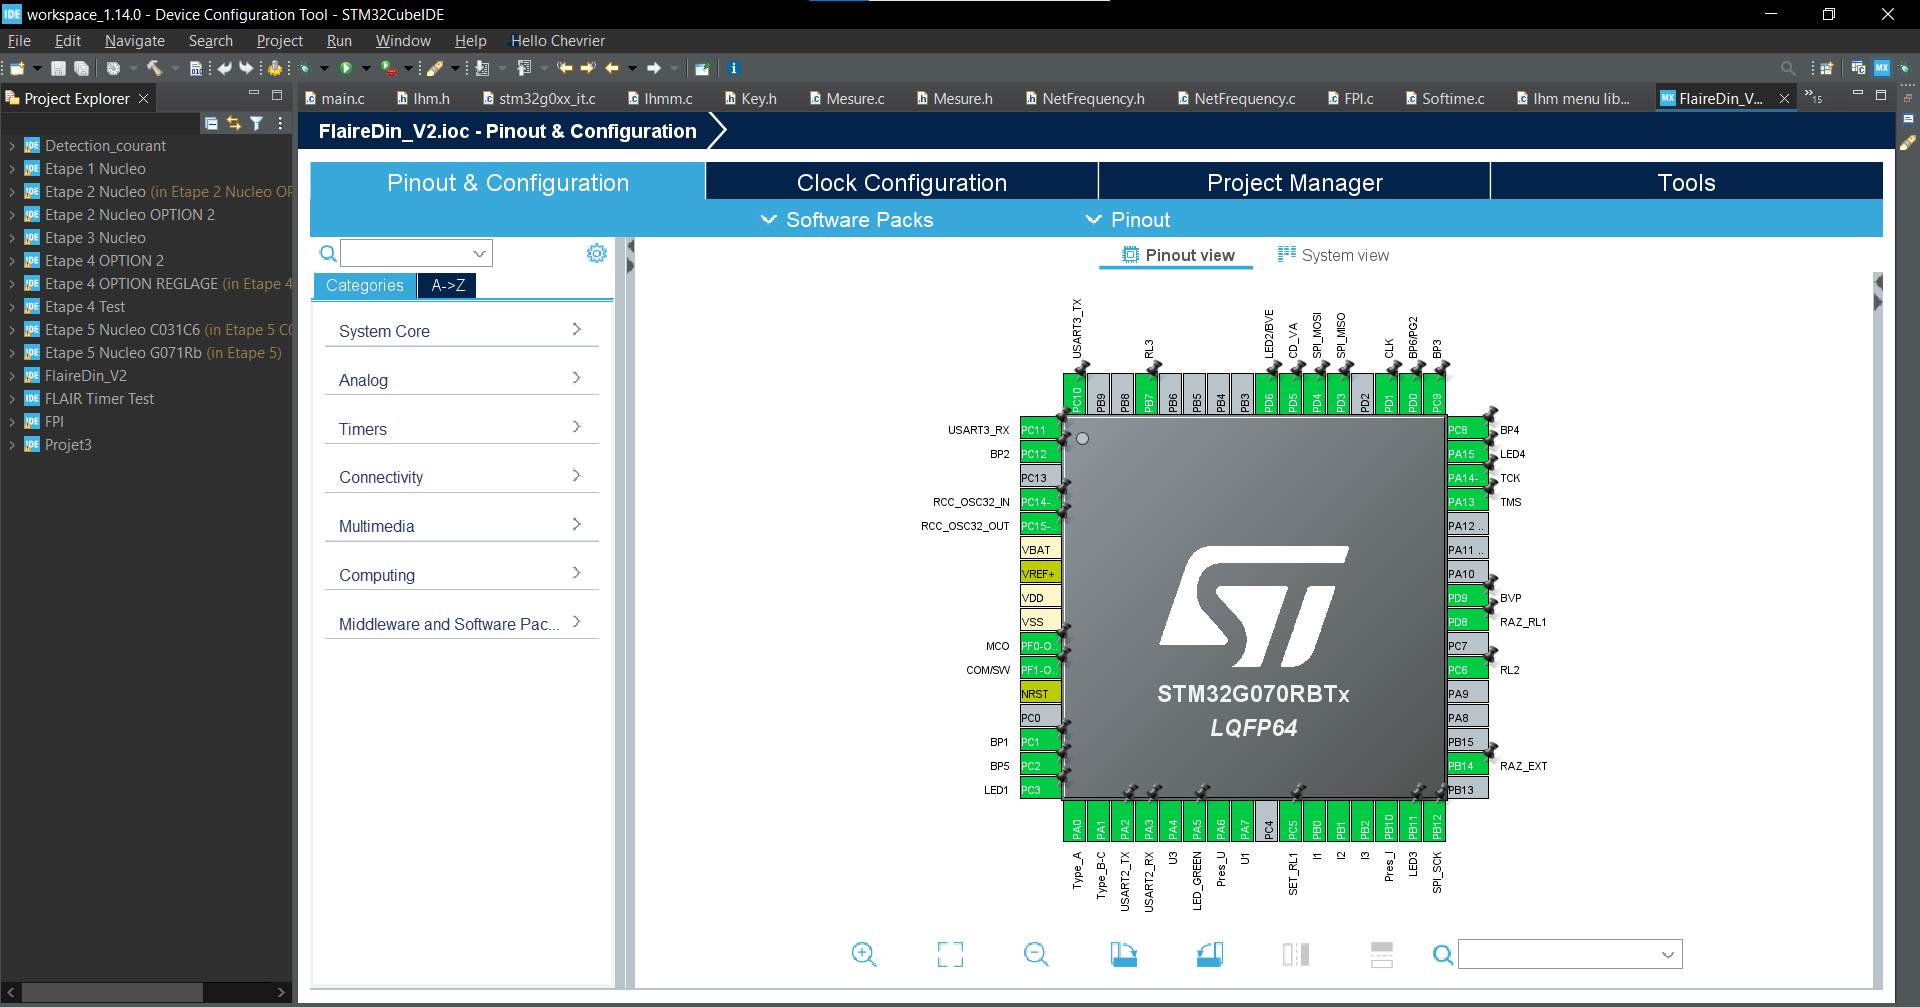 IDE workspace_1.14.0 - Device Configuration Tool - STM32CubeIDE
File Edit Navigate Search Project Run Window Help Hello Chevrier
Project Explorer
main.c Ihm.h stm32g0xx_it.c Ihmm.c Key.h Mesure.c Mesure.h NetFrequency.h NetFrequency.c FPI.c Softime.c Ihm menu lib... MX FlaireDin_V... »15
FlaireDin_V2.ioc - Pinout & Configuration
Detection_courant
Etape 1 Nucleo
Etape 2 Nucleo (in Etape 2 Nucleo OP
Etape 2 Nucleo OPTION 2
Etape 3 Nucleo
Etape 4 OPTION 2
Etape 4 OPTION REGLAGE (in Etape 4
Etape 4 Test
Etape 5 Nucleo C031C6 (in Etape 5 C0
Etape 5 Nucleo G071Rb (in Etape 5)
FlaireDin_V2
FLAIR Timer Test
FPI
Projet3
Pinout & Configuration Clock Configuration Project Manager Tools
Software Packs Pinout
Categories A->Z
System Core
Analog
Timers
Connectivity
Multimedia
Computing
Middleware and Software Pac...
Pinout view System view
USART3_TX RL3 LED2/BVE CD_VA SPI_MOSI SPI_MISO CLK BP6/PG2 BP3
PC10 PB9 PB8 PB7 PB6 PB5 PB4 PB3 PD6 PD5 PD4 PD3 PD2 PD1 PD0 PC9
USART3_RX PC11
BP2 PC12
PC13
RCC_OSC32_IN PC14-..
RCC_OSC32_OUT PC15-..
VBAT
VREF+
VDD
VSS
MCO PF0-O..
COM/SW PF1-O..
NRST
PC0
BP1 PC1
BP5 PC2
LED1 PC3
STM32G070RBTx
LQFP64
PC8 BP4
PA15 LED4
PA14-.. TCK
PA13 TMS
PA12 ..
PA11 ..
PA10
PD9 BVP
PD8 RAZ_RL1
PC7
PC6 RL2
PA9
PA8
PB15
PB14 RAZ_EXT
PB13
PA0 PA1 PA2 PA3 PA4 PA5 PA6 PA7 PC4 PC5 PB0 PB1 PB2 PB10 PB11 PB12
Type_A Type_B-C USART2_TX USART2_RX U3 LED_GREEN Pres_U U1 SET_RL1 I1 I2 I3 Pres_I LED3 SPI_SCK